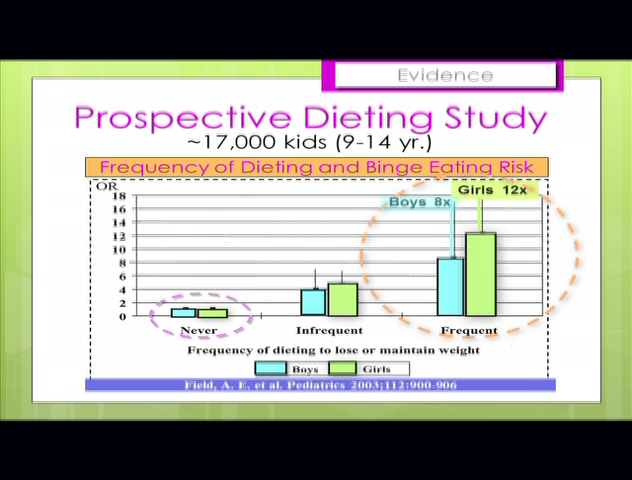 Evidence
Prospective Dieting Study
~17,000 kids (9-14 yr.)
Frequency of Dieting and Binge Eating Risk
OR
Girls 12x
Boys 8x
18
16
14
12
10
8
6
4
2
0
Never Infrequent Frequent
Frequency of dieting to lose or maintain weight
Boys Girls
Field, A. E. et al. Pediatrics 2003;112:900-906